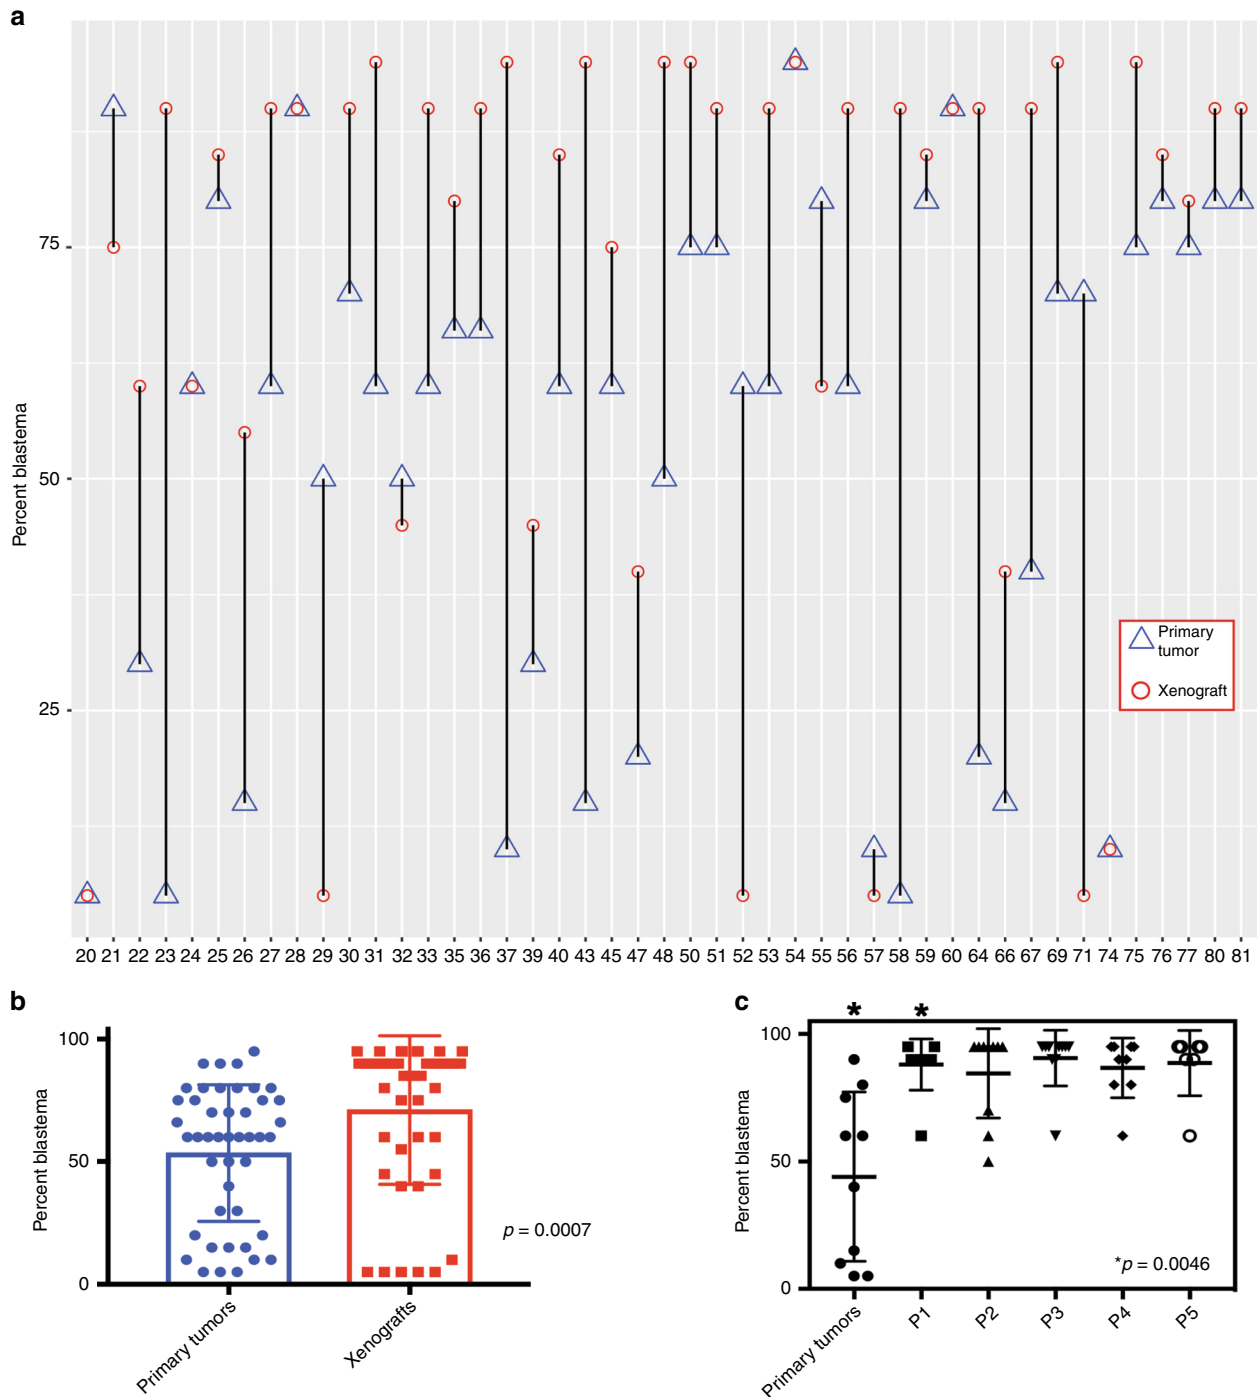 a
Percent blastema
75
50
25
Primary
tumor
Xenograft
20 21 22 23 24 25 26 27 28 29 30 31 32 33 35 36 37 39 40 43 45 47 48 50 51 52 53 54 55 56 57 58 59 60 64 66 67 69 71 74 75 76 77 80 81
b
Percent blastema
100
50
0
p = 0.0007
Primary tumors
Xenografts
c
Percent blastema
100
50
0
* *
*p = 0.0046
Primary tumors
P1
P2
P3
P4
P5